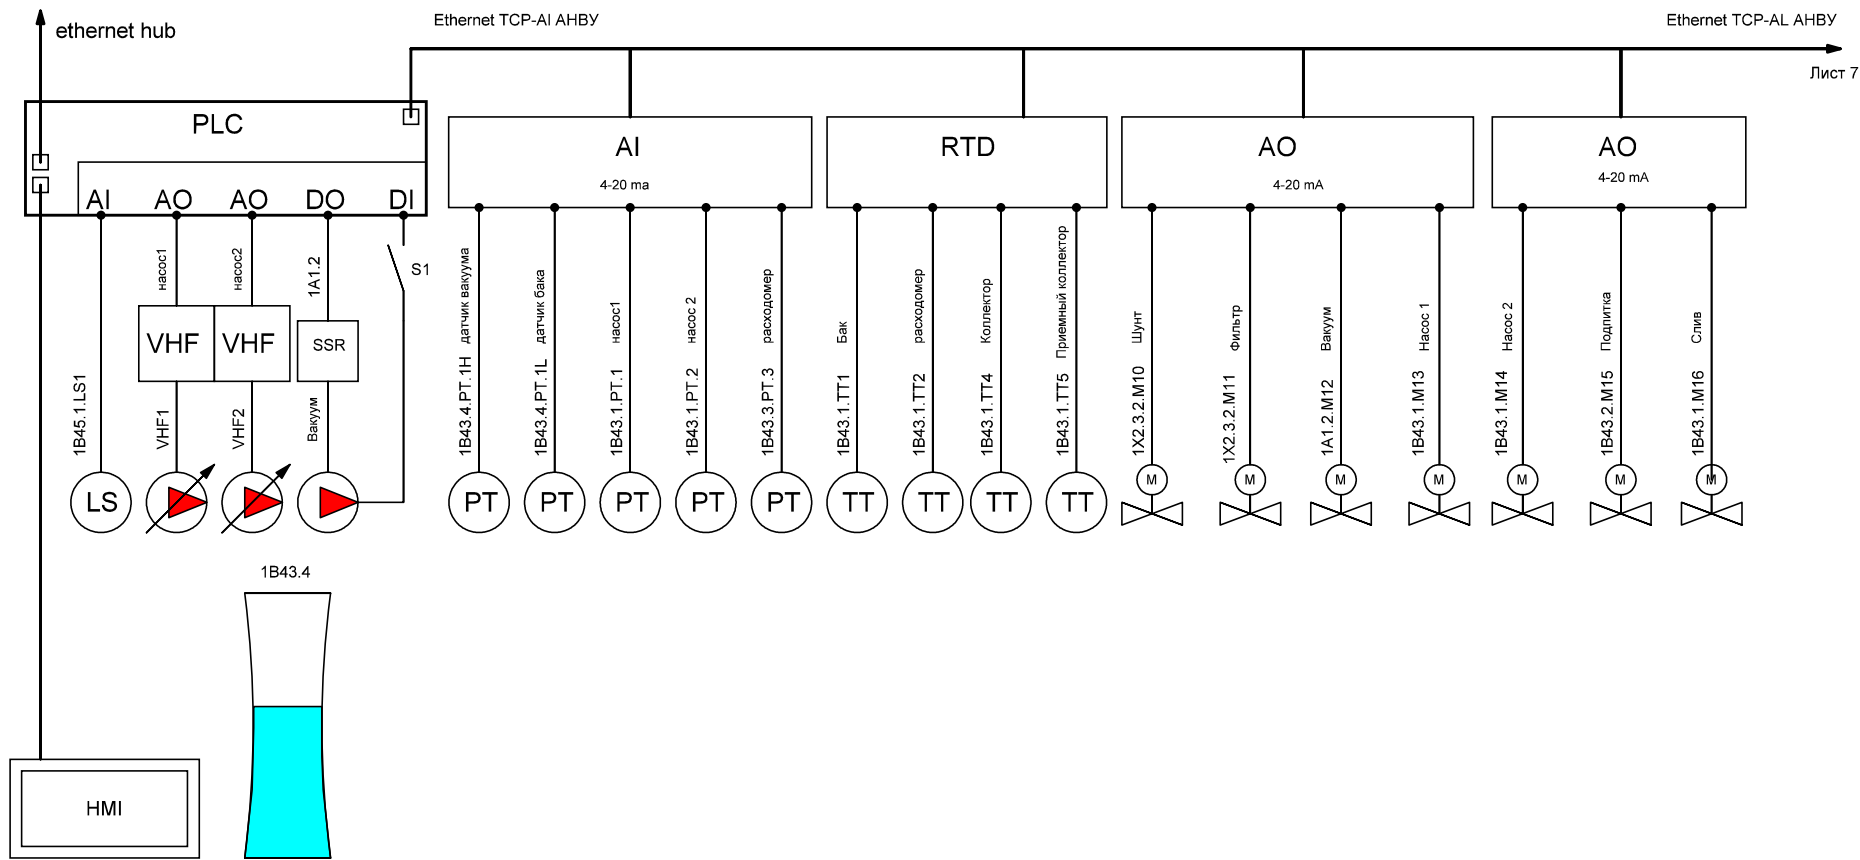 ethernet hub
Ethernet TCP-AI АНВУ
Ethernet TCP-AL АНВУ
Лист 7
PLC
AI
AO
AO
DO
DI
AI
4-20 ma
RTD
AO
4-20 mA
AO
4-20 mA
1B45.1.LS1
насос1
VHF
VHF1
насос2
VHF
VHF2
1A1.2
SSR
Вакуум
S1
1B43.4.PT.1H датчик вакуума
1B43.4.PT.1L датчик бака
1B43.1.PT.1 насос1
1B43.1.PT.2 насос 2
1B43.3.PT.3 расходомер
1B43.1.TT1 Бак
1B43.1.TT2 расходомер
1B43.1.TT4 Коллектор
1B43.1.TT5 Приемный коллектор
1X2.3.2.M10 Шунт
1X2.3.2.M11 Фильтр
1A1.2.M12 Вакуум
1B43.1.M13 Насос 1
1B43.1.M14 Насос 2
1B43.2.M15 Подпитка
1B43.1.M16 Слив
LS
PT
PT
PT
PT
PT
TT
TT
TT
TT
M
M
M
M
M
M
M
1B43.4
HMI